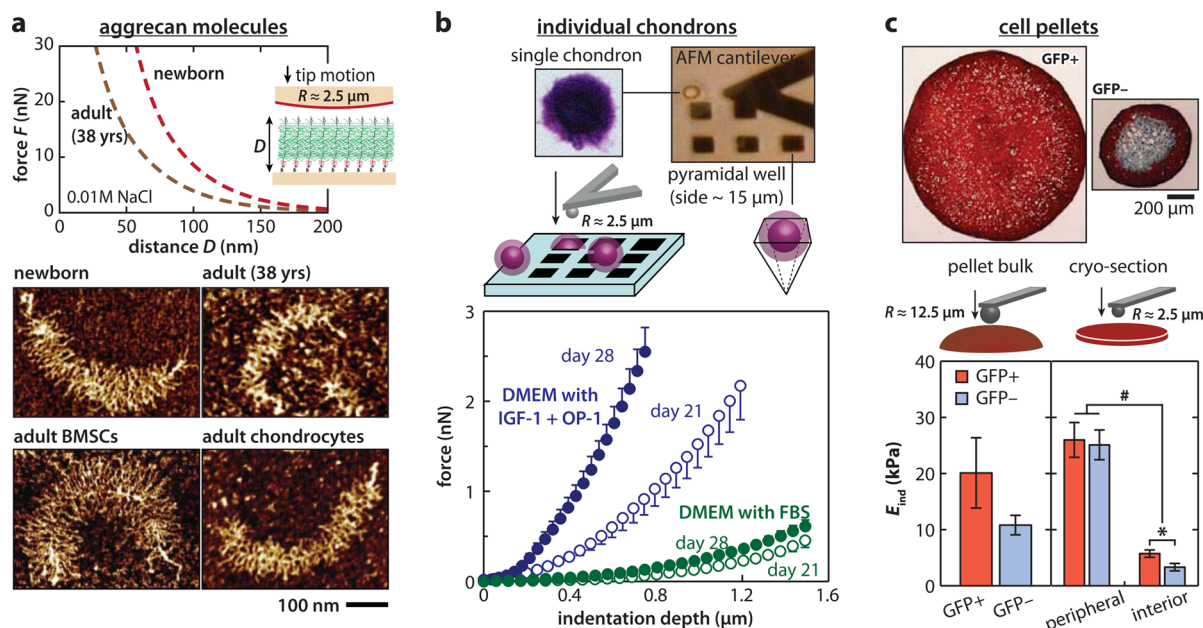 a
aggrecan molecules
30
20
10
0
force F (nN)
newborn
adult
(38 yrs)
0.01M NaCl
0
50
100
150
200
distance D (nm)
tip motion
R ≈ 2.5 μm
D
newborn
adult (38 yrs)
adult BMSCs
adult chondrocytes
100 nm
b
individual chondrons
single chondron
AFM cantilever
pyramidal well
(side ~ 15 μm)
R ≈ 2.5 μm
3
2
1
0
force (nN)
day 28
DMEM with
IGF-1 + OP-1
day 21
DMEM with FBS
day 28
day 21
0
0.4
0.8
1.2
1.6
indentation depth (μm)
c
cell pellets
GFP+
GFP–
200 μm
pellet bulk
cryo-section
R ≈ 12.5 μm
R ≈ 2.5 μm
40
30
20
10
0
Eind (kPa)
GFP+
GFP–
#
*
GFP+
GFP–
peripheral
interior